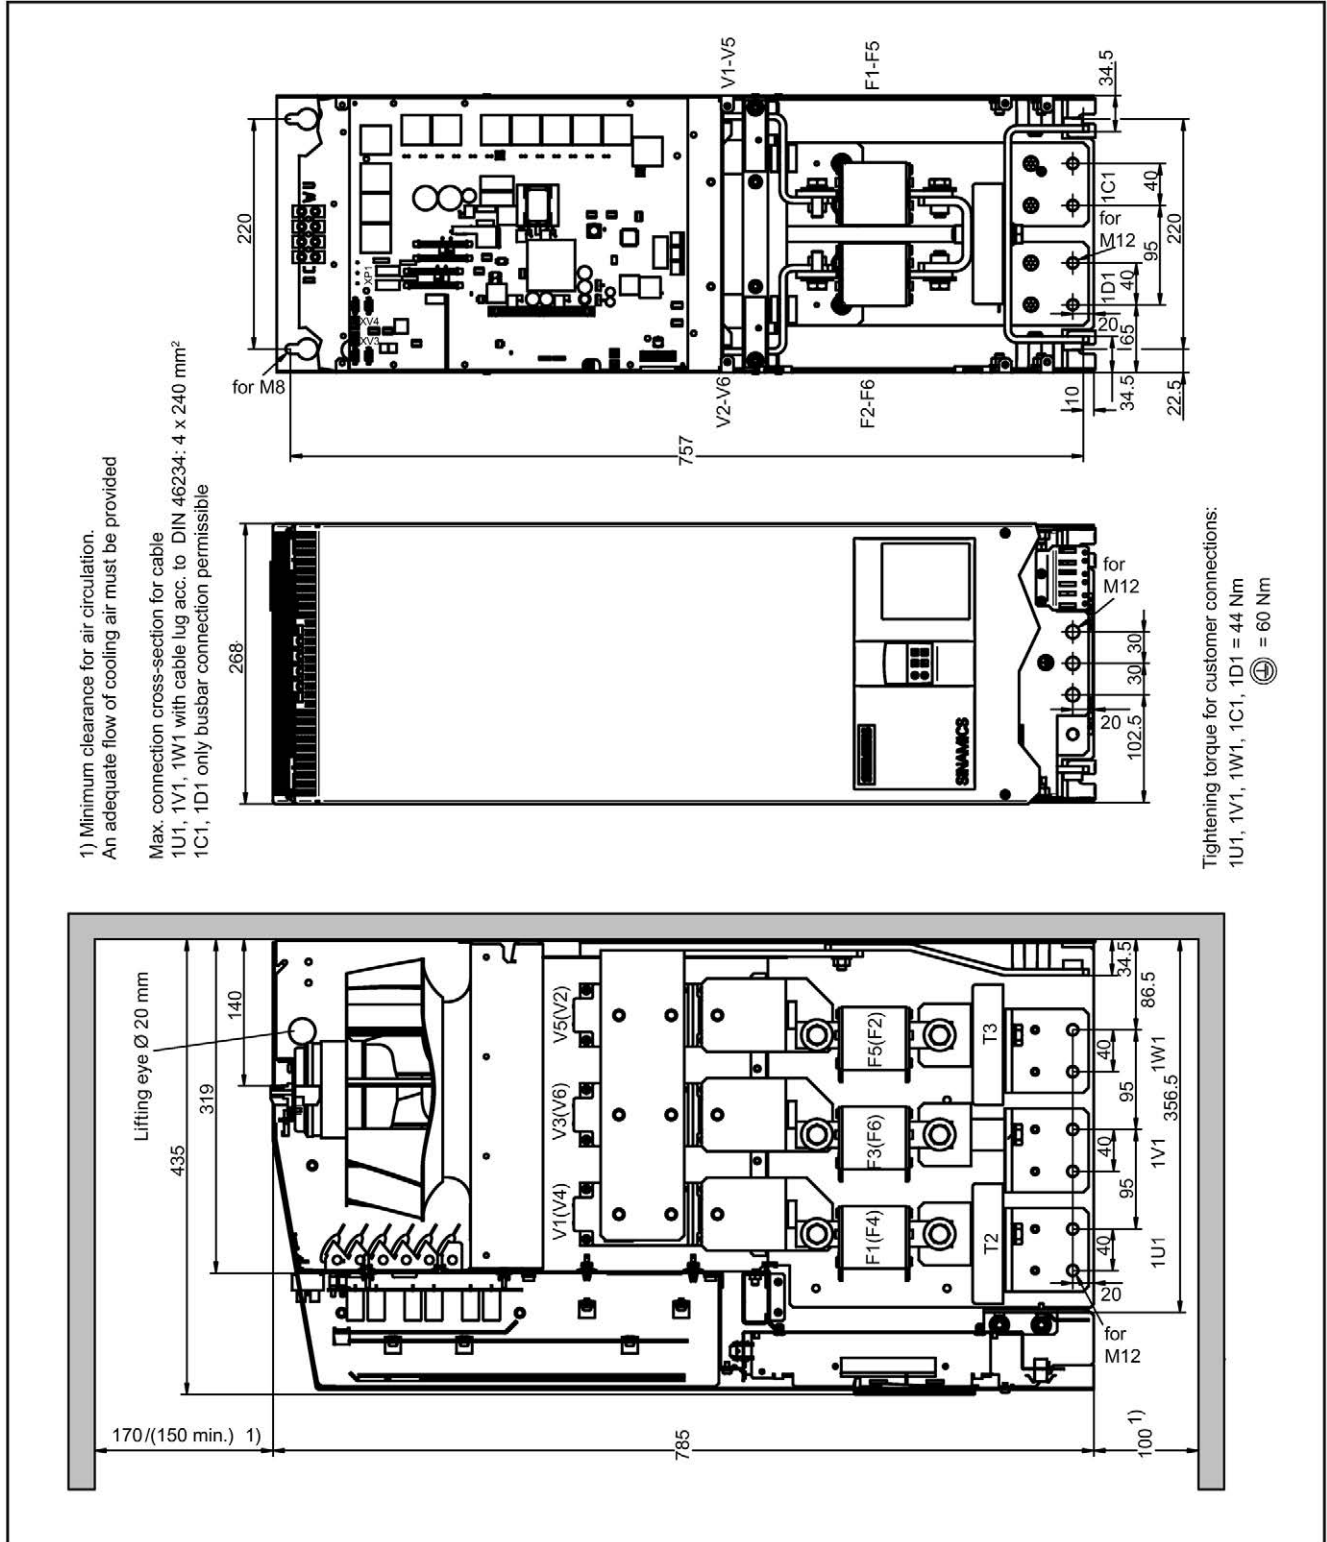 V1-V5
F1-F5
34.5
220
1C1
40
for
M12
95
220
1D1
40
20
65
XP1
XV4
XV3
for M8
V2-V6
F2-F6
10
34.5
22.5
757
1) Minimum clearance for air circulation.
An adequate flow of cooling air must be provided
Max. connection cross-section for cable
1U1, 1V1, 1W1 with cable lug acc. to DIN 46234: 4 x 240 mm²
1C1, 1D1 only busbar connection permissible
268
for
M12
30
30
20
102.5
SIEMENS
SINAMICS
Tightening torque for customer connections:
1U1, 1V1, 1W1, 1C1, 1D1 = 44 Nm
= 60 Nm
Lifting eye Ø 20 mm
140
319
435
V5(V2)
V3(V6)
V1(V4)
F5(F2)
F3(F6)
F1(F4)
T3
T2
34.5
86.5
40
1W1
95
356.5
40
1V1
95
40
1U1
20
for
M12
170/(150 min.) 1)
785
100 1)